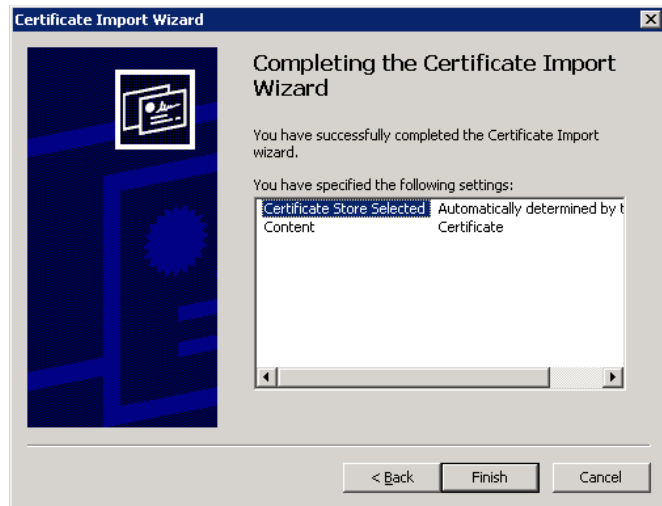 Certificate Import Wizard
Completing the Certificate Import
Wizard
You have successfully completed the Certificate Import
wizard.
You have specified the following settings:
Certificate Store Selected Automatically determined by t
Content Certificate
< Back Finish Cancel